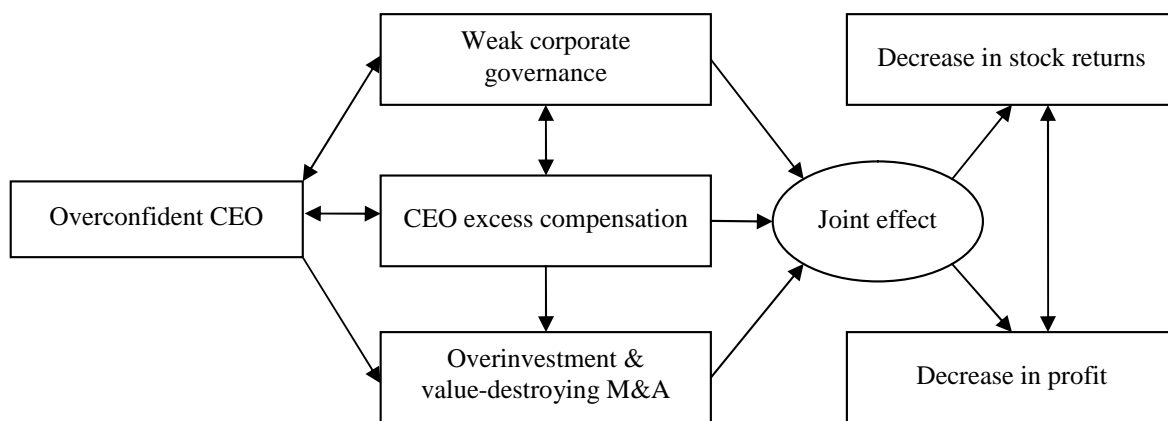 Weak corporate
governance
Decrease in stock returns
Overconfident CEO
CEO excess compensation
Joint effect
Overinvestment &
value-destroying M&A
Decrease in profit